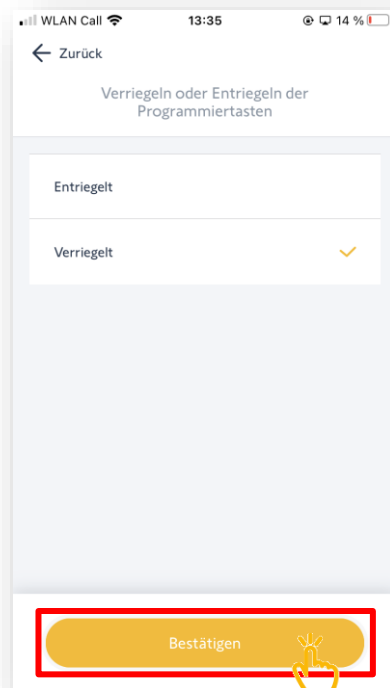 WLAN Call 13:35 14 %
Zurück
Verriegeln oder Entriegeln der
Programmiertasten
Entriegelt
Verriegelt
Bestätigen